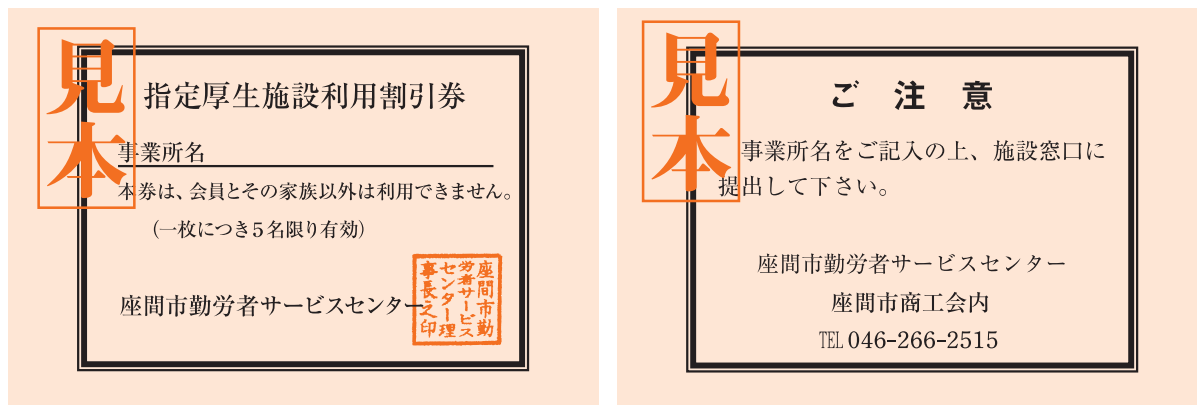 見本
指定厚生施設利用割引券
事業所名
本券は、会員とその家族以外は利用できません。
（一枚につき5名限り有効）
座間市勤労者サービスセンター
座間市勤
労者サービス
センター理
事長之印
見本
ご注意
事業所名をご記入の上、施設窓口に
提出して下さい。
座間市勤労者サービスセンター
座間市商工会内
TEL 046-266-2515